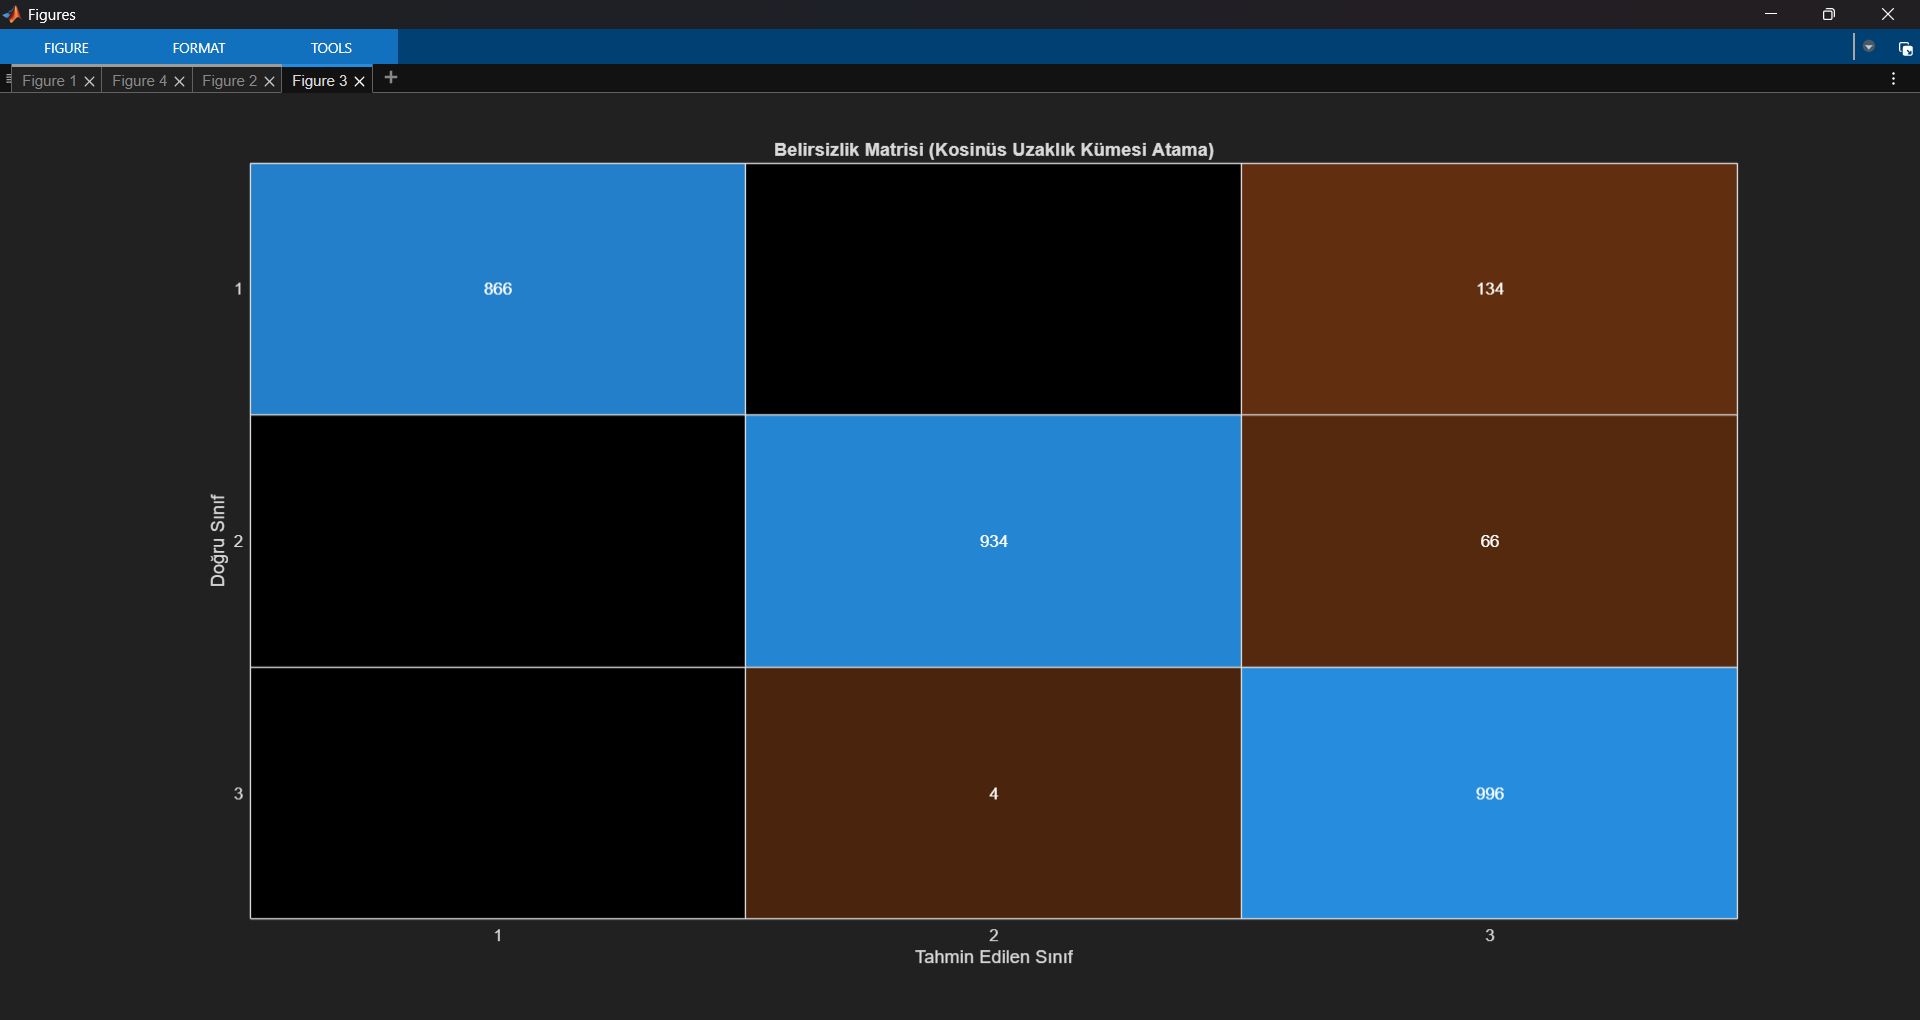 Figures
FIGURE FORMAT TOOLS
Figure 1 Figure 4 Figure 2 Figure 3
Belirsizlik Matrisi (Kosinüs Uzaklık Kümesi Atama)
1 866 134
Doğru Sınıf
2 934 66
3 4 996
1 2 3
Tahmin Edilen Sınıf